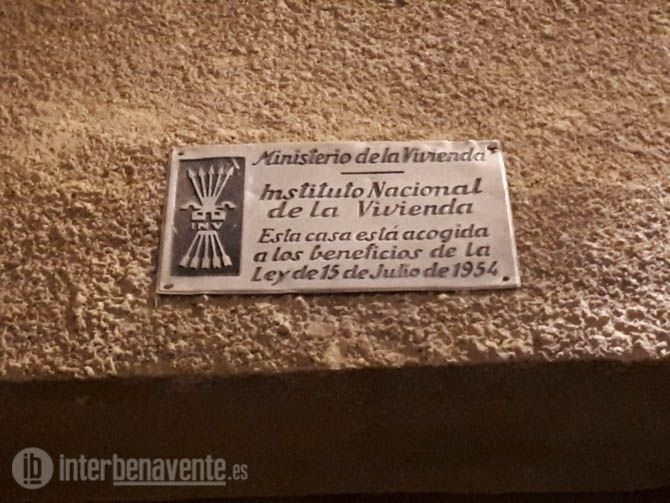 Ministerio de la Vivienda
Instituto Nacional
de la Vivienda
Esta casa está acogida
a los beneficios de la
Ley de 15 de Julio de 1954
INV
ib interbenavente.es